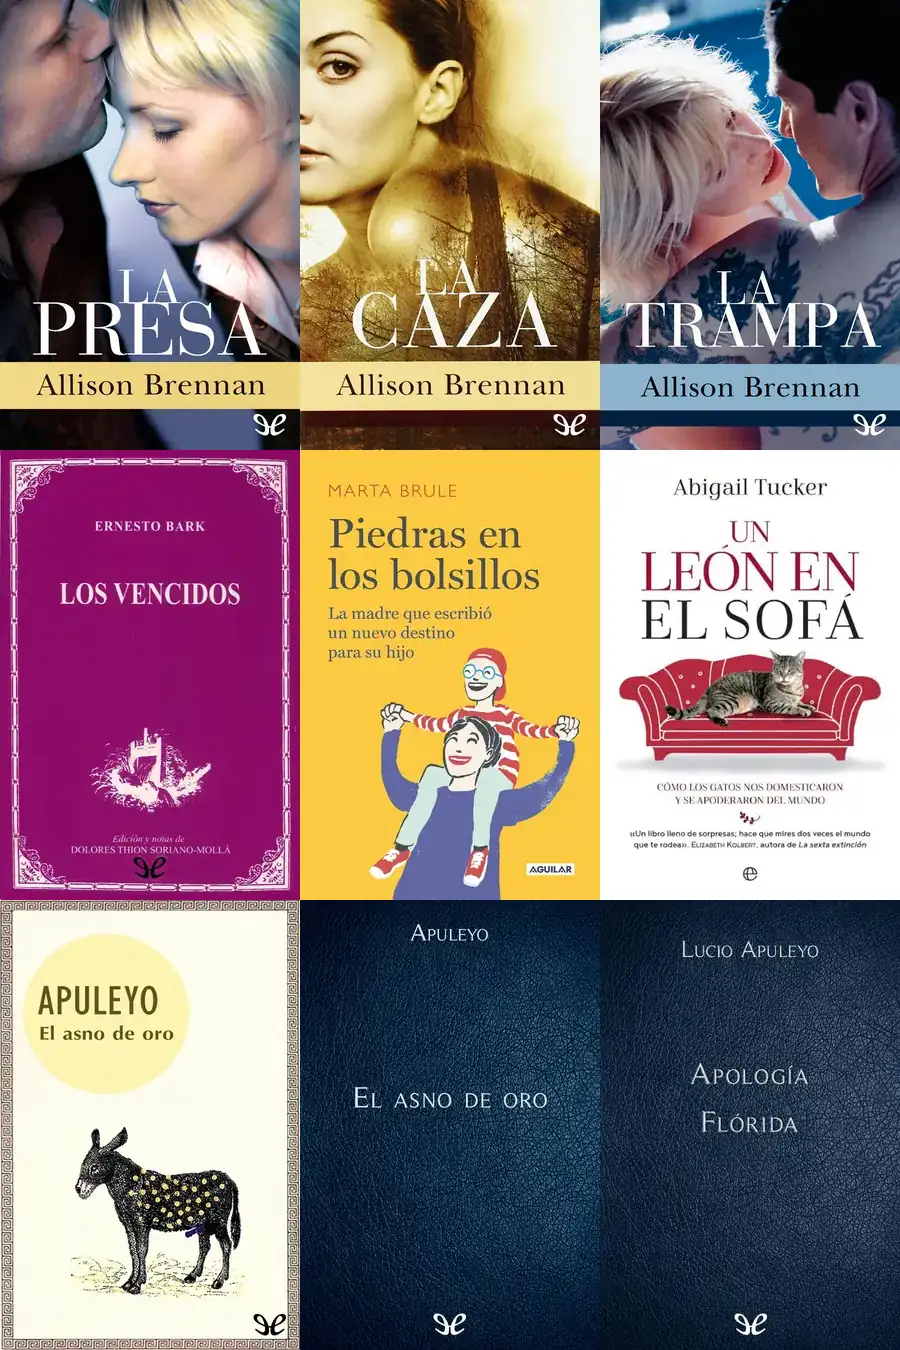 LA
PRESA
Allison Brennan
LA
CAZA
Allison Brennan
LA
TRAMPA
Allison Brennan
ERNESTO BARK
LOS VENCIDOS
Edición y notas de
DOLORES THION SORIANO-MOLLÁ
MARTA BRULE
Piedras en
los bolsillos
La madre que escribió
un nuevo destino
para su hijo
AGUILAR
Abigail Tucker
UN
LEÓN EN
EL SOFÁ
CÓMO LOS GATOS NOS DOMESTICARON
Y SE APODERARON DEL MUNDO
«Un libro lleno de sorpresas; hace que mires dos veces el mundo
que te rodea». ELIZABETH KOLBERT, autora de La sexta extinción
e
APULEYO
El asno de oro
APULEYO
EL ASNO DE ORO
LUCIO APULEYO
APOLOGÍA
FLÓRIDA